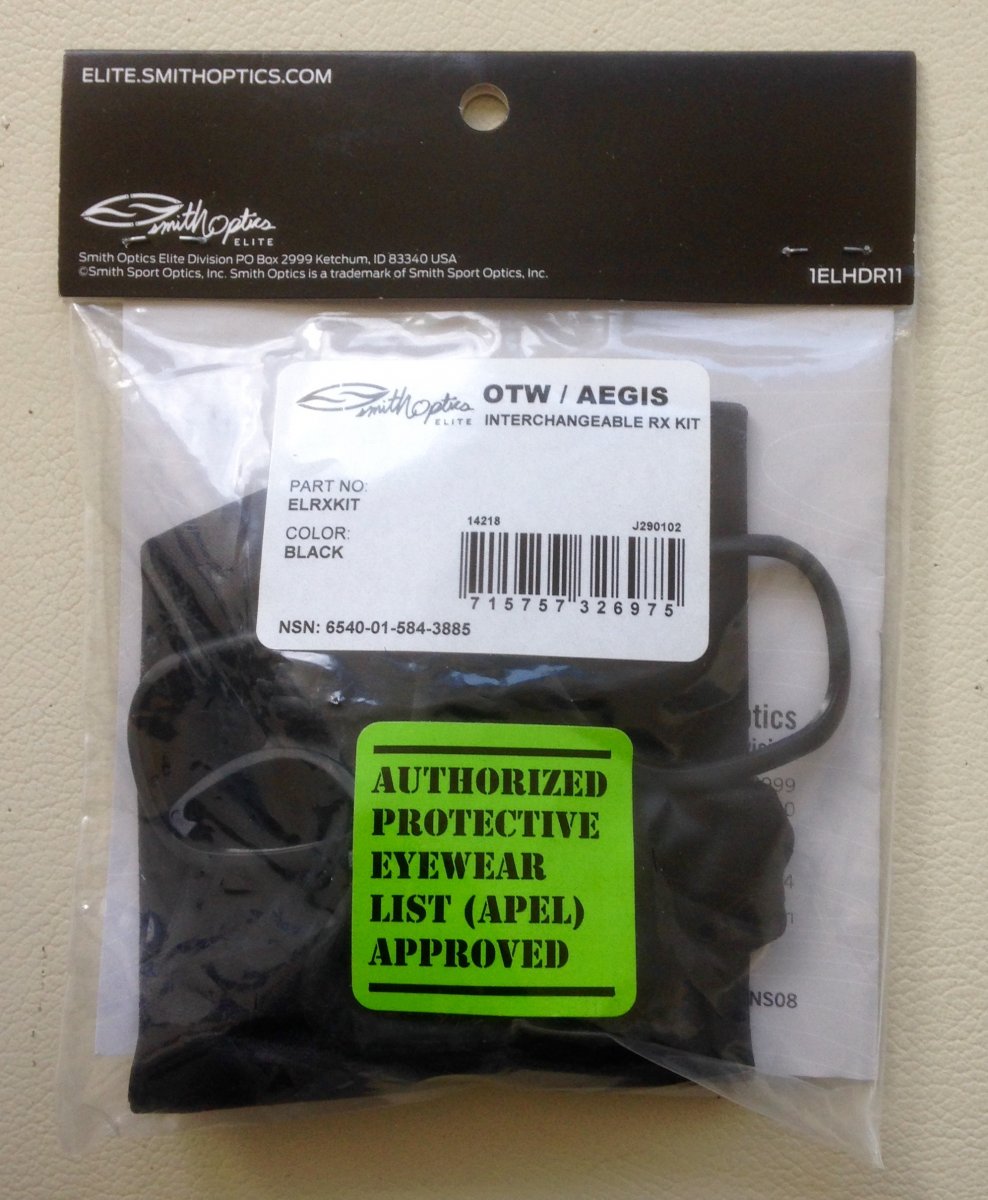 ELITE.SMITHOPTICS.COM
Smith Optics
ELITE
Smith Optics Elite Division PO Box 2999 Ketchum, ID 83340 USA
©Smith Sport Optics, Inc. Smith Optics is a trademark of Smith Sport Optics, Inc.
1ELHDR11
Smith Optics
ELITE
OTW / AEGIS
INTERCHANGEABLE RX KIT
PART NO:
ELRXKIT
COLOR:
BLACK
14218 J290102
715757 326975
NSN: 6540-01-584-3885
AUTHORIZED
PROTECTIVE
EYEWEAR
LIST (APEL)
APPROVED